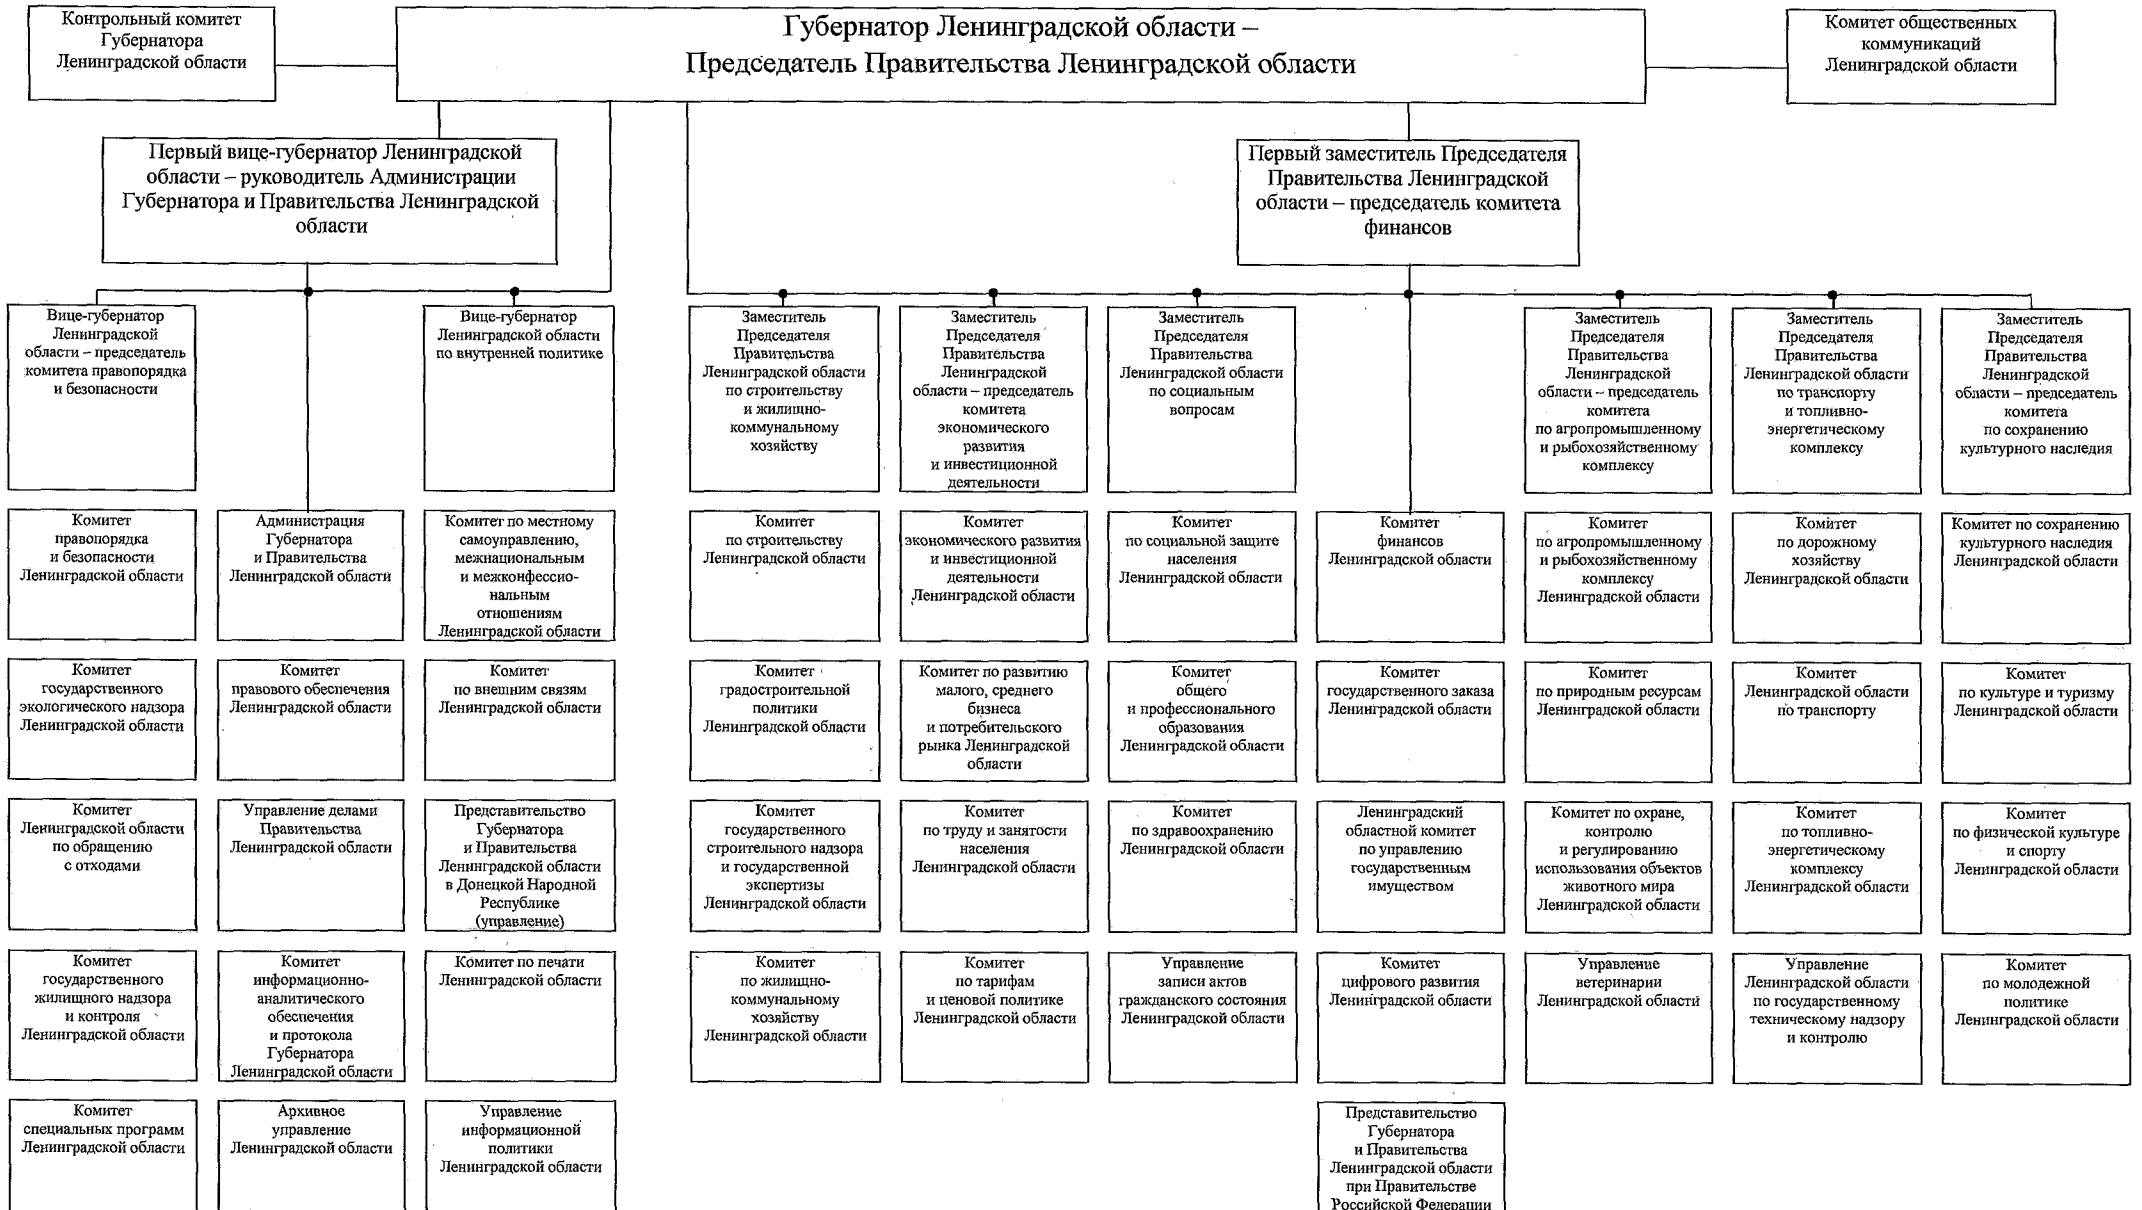 Контрольный комитет
Губернатора
Ленинградской области
Губернатор Ленинградской области –
Председатель Правительства Ленинградской области
Комитет общественных
коммуникаций
Ленинградской области
Первый вице-губернатор Ленинградской
области – руководитель Администрации
Губернатора и Правительства Ленинградской
области
Первый заместитель Председателя
Правительства Ленинградской
области – председатель комитета
финансов
Вице-губернатор
Ленинградской
области – председатель
комитета правопорядка
и безопасности
Вице-губернатор
Ленинградской области
по внутренней политике
Заместитель
Председателя
Правительства
Ленинградской области
по строительству
и жилищно-
коммунальному
хозяйству
Заместитель
Председателя
Правительства
Ленинградской
области – председатель
комитета
экономического
развития
и инвестиционной
деятельности
Заместитель
Председателя
Правительства
Ленинградской области
по социальным
вопросам
Заместитель
Председателя
Правительства
Ленинградской
области – председатель
комитета
по агропромышленному
и рыбохозяйственному
комплексу
Заместитель
Председателя
Правительства
Ленинградской области
по транспорту
и топливно-
энергетическому
комплексу
Заместитель
Председателя
Правительства
Ленинградской
области – председатель
комитета
по сохранению
культурного наследия
Комитет
правопорядка
и безопасности
Ленинградской области
Администрация
Губернатора
и Правительства
Ленинградской области
Комитет по местному
самоуправлению,
межнациональным
и межконфессио-
нальным
отношениям
Ленинградской области
Комитет
по строительству
Ленинградской области
Комитет
экономического развития
и инвестиционной
деятельности
Ленинградской области
Комитет
по социальной защите
населения
Ленинградской области
Комитет
финансов
Ленинградской области
Комитет
по агропромышленному
и рыбохозяйственному
комплексу
Ленинградской области
Комитет
по дорожному
хозяйству
Ленинградской области
Комитет по сохранению
культурного наследия
Ленинградской области
Комитет
государственного
экологического надзора
Ленинградской области
Комитет
правового обеспечения
Ленинградской области
Комитет
по внешним связям
Ленинградской области
Комитет
градостроительной
политики
Ленинградской области
Комитет по развитию
малого, среднего
бизнеса
и потребительского
рынка Ленинградской
области
Комитет
общего
и профессионального
образования
Ленинградской области
Комитет
государственного заказа
Ленинградской области
Комитет
по природным ресурсам
Ленинградской области
Комитет
Ленинградской области
по транспорту
Комитет
по культуре и туризму
Ленинградской области
Комитет
Ленинградской области
по обращению
с отходами
Управление делами
Правительства
Ленинградской области
Представительство
Губернатора
и Правительства
Ленинградской области
в Донецкой Народной
Республике
(управление)
Комитет
государственного
строительного надзора
и государственной
экспертизы
Ленинградской области
Комитет
по труду и занятости
населения
Ленинградской области
Комитет
по здравоохранению
Ленинградской области
Ленинградский
областной комитет
по управлению
государственным
имуществом
Комитет по охране,
контролю
и регулированию
использования объектов
животного мира
Ленинградской области
Комитет
по топливно-
энергетическому
комплексу
Ленинградской области
Комитет
по физической культуре
и спорту
Ленинградской области
Комитет
государственного
жилищного надзора
и контроля
Ленинградской области
Комитет
информационно-
аналитического
обеспечения
и протокола
Губернатора
Ленинградской области
Комитет по печати
Ленинградской области
Комитет
по жилищно-
коммунальному
хозяйству
Ленинградской области
Комитет
по тарифам
и ценовой политике
Ленинградской области
Управление
записи актов
гражданского состояния
Ленинградской области
Комитет
цифрового развития
Ленинградской области
Управление
ветеринарии
Ленинградской области
Управление
Ленинградской области
по государственному
техническому надзору
и контролю
Комитет
по молодежной
политике
Ленинградской области
Комитет
специальных программ
Ленинградской области
Архивное
управление
Ленинградской области
Управление
информационной
политики
Ленинградской области
Представительство
Губернатора
и Правительства
Ленинградской области
при Правительстве
Российской Федерации